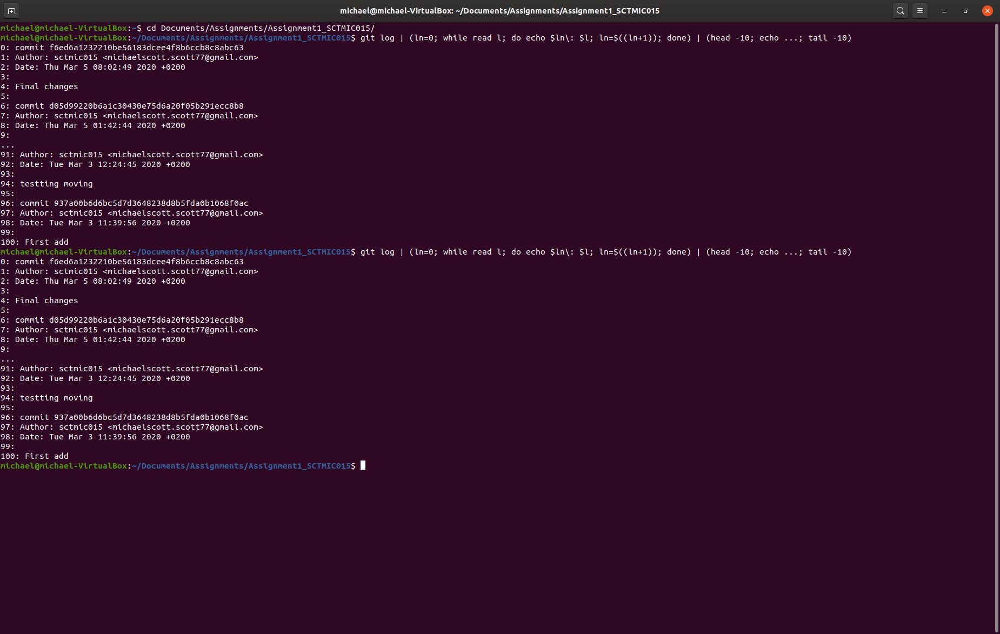 michael@michael-VirtualBox: ~/Documents/Assignments/Assignment1_SCTMIC015
michael@michael-VirtualBox:~$ cd Documents/Assignments/Assignment1_SCTMIC015/
michael@michael-VirtualBox:~/Documents/Assignments/Assignment1_SCTMIC015$ git log | (ln=0; while read l; do echo $ln\: $l; ln=$((ln+1)); done) | (head -10; echo ...; tail -10)
0: commit f6ed6a1232210be56183dcee4f8b6ccb8c8abc63
1: Author: sctmic015 <michaelscott.scott77@gmail.com>
2: Date: Thu Mar 5 08:02:49 2020 +0200
3:
4: Final changes
5:
6: commit d05d99220b6a1c30430e75d6a20f05b291ecc8b8
7: Author: sctmic015 <michaelscott.scott77@gmail.com>
8: Date: Thu Mar 5 01:42:44 2020 +0200
9:
...
91: Author: sctmic015 <michaelscott.scott77@gmail.com>
92: Date: Tue Mar 3 12:24:45 2020 +0200
93:
94: testting moving
95:
96: commit 937a00b6d6bc5d7d3648238d8b5fda0b1068f0ac
97: Author: sctmic015 <michaelscott.scott77@gmail.com>
98: Date: Tue Mar 3 11:39:56 2020 +0200
99:
100: First add
michael@michael-VirtualBox:~/Documents/Assignments/Assignment1_SCTMIC015$ git log | (ln=0; while read l; do echo $ln\: $l; ln=$((ln+1)); done) | (head -10; echo ...; tail -10)
0: commit f6ed6a1232210be56183dcee4f8b6ccb8c8abc63
1: Author: sctmic015 <michaelscott.scott77@gmail.com>
2: Date: Thu Mar 5 08:02:49 2020 +0200
3:
4: Final changes
5:
6: commit d05d99220b6a1c30430e75d6a20f05b291ecc8b8
7: Author: sctmic015 <michaelscott.scott77@gmail.com>
8: Date: Thu Mar 5 01:42:44 2020 +0200
9:
...
91: Author: sctmic015 <michaelscott.scott77@gmail.com>
92: Date: Tue Mar 3 12:24:45 2020 +0200
93:
94: testting moving
95:
96: commit 937a00b6d6bc5d7d3648238d8b5fda0b1068f0ac
97: Author: sctmic015 <michaelscott.scott77@gmail.com>
98: Date: Tue Mar 3 11:39:56 2020 +0200
99:
100: First add
michael@michael-VirtualBox:~/Documents/Assignments/Assignment1_SCTMIC015$